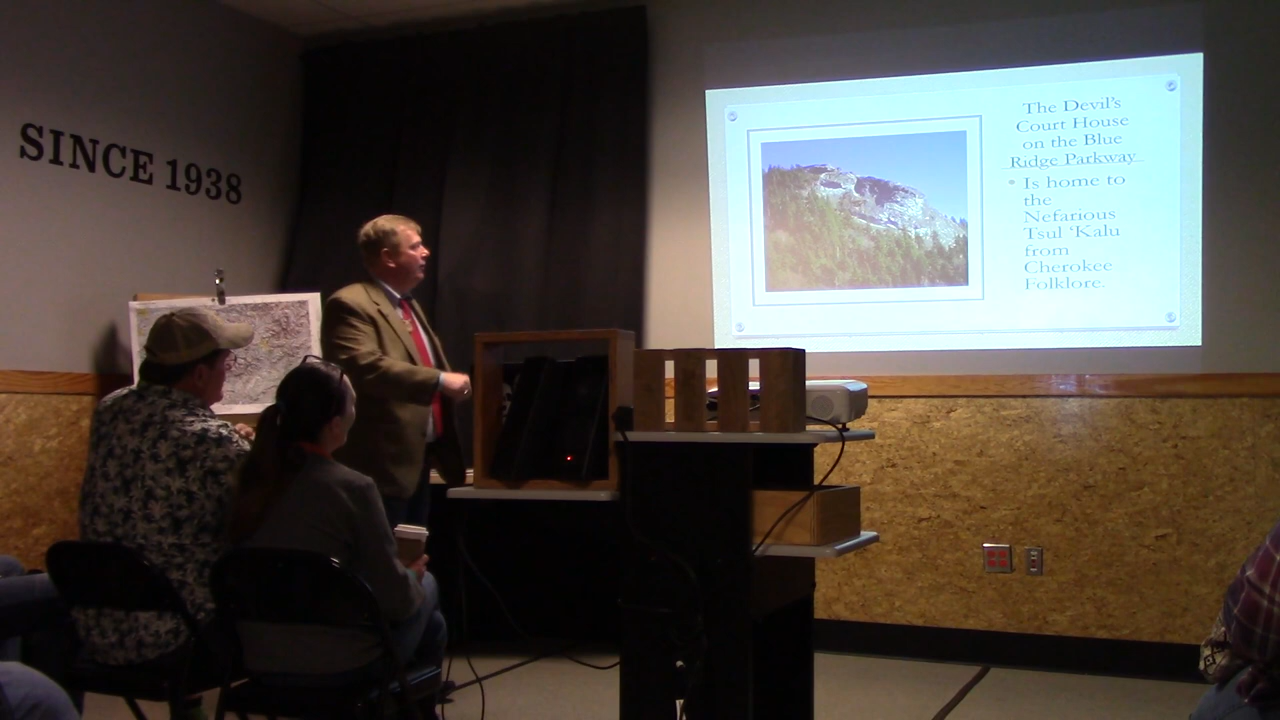 SINCE 1938
The Devil's
Court House
on the Blue
Ridge Parkway
• Is home to
the
Nefarious
Tsul ‘Kalu
from
Cherokee
Folklore.